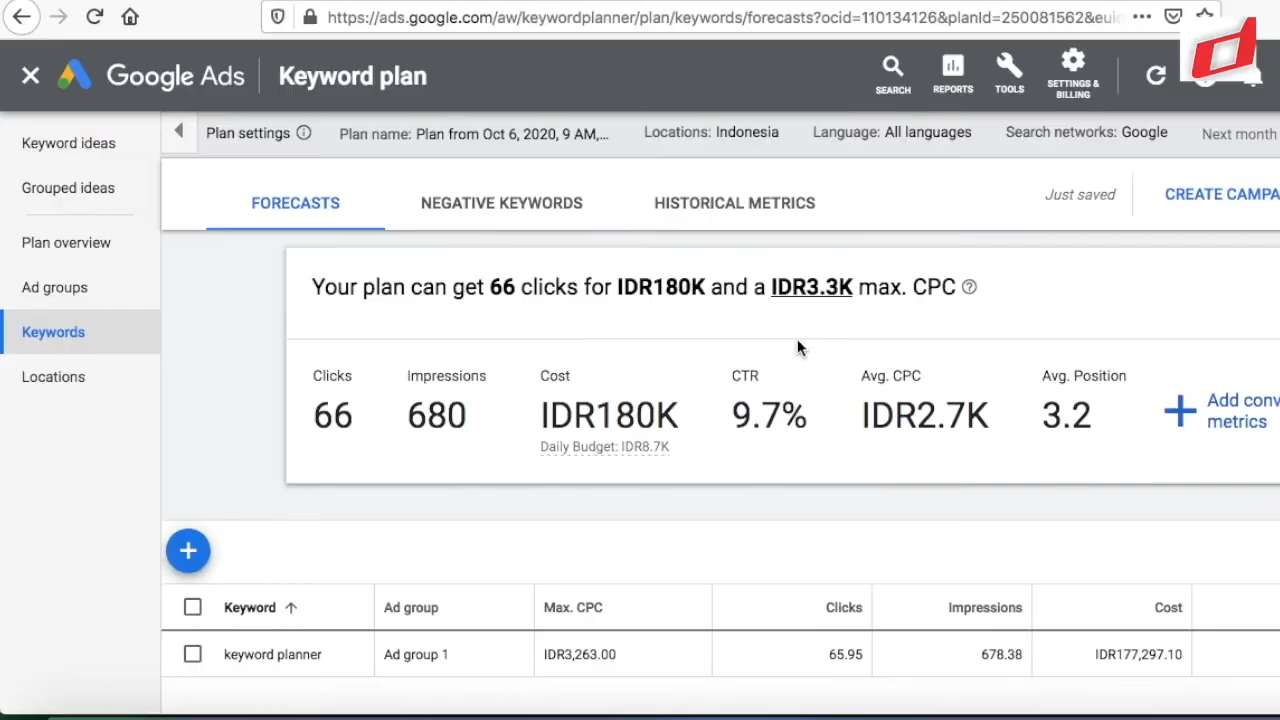 https://ads.google.com/aw/keywordplanner/plan/keywords/forecasts?ocid=110134126&planId=250081562&euid
Google Ads
Keyword plan
SEARCH
REPORTS
TOOLS
SETTINGS & BILLING
Keyword ideas
Grouped ideas
Plan overview
Ad groups
Keywords
Locations
Plan settings
Plan name: Plan from Oct 6, 2020, 9 AM,...
Locations: Indonesia
Language: All languages
Search networks: Google
Next month
FORECASTS
NEGATIVE KEYWORDS
HISTORICAL METRICS
Just saved
CREATE CAMPA
Your plan can get 66 clicks for IDR180K and a IDR3.3K max. CPC
Clicks
66
Impressions
680
Cost
IDR180K
Daily Budget: IDR8.7K
CTR
9.7%
Avg. CPC
IDR2.7K
Avg. Position
3.2
Add conv
metrics
Keyword Ad group Max. CPC Clicks Impressions Cost
keyword planner Ad group 1 IDR3,263.00 65.95 678.38 IDR177,297.10